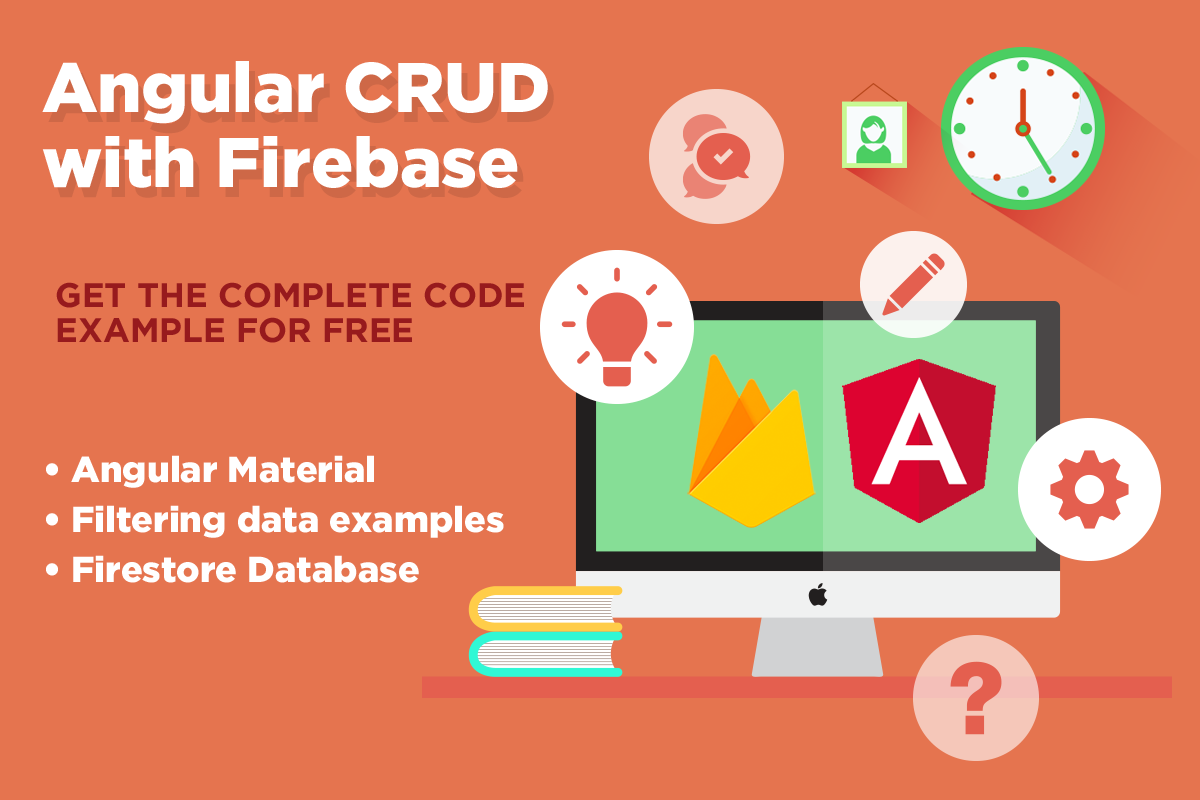 Angular CRUD
with Firebase
GET THE COMPLETE CODE
EXAMPLE FOR FREE
• Angular Material
• Filtering data examples
• Firestore Database
A
?